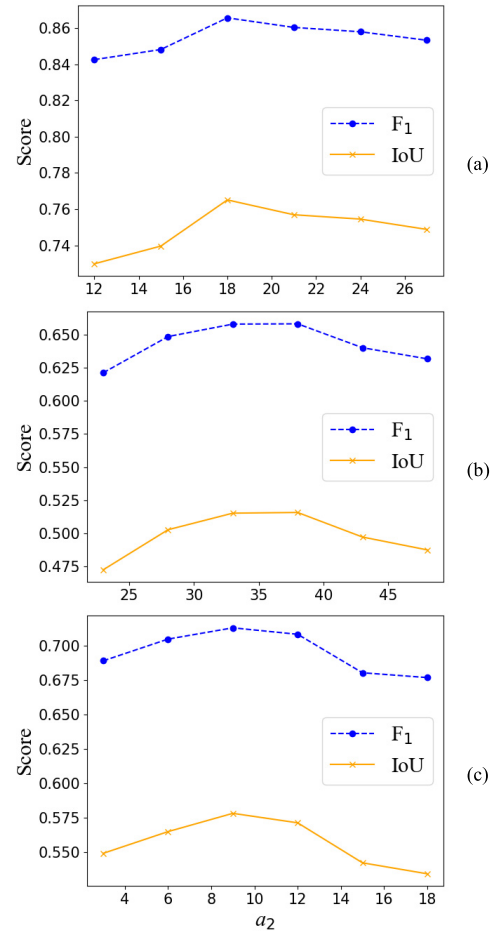 0.86
0.84
0.82
0.80
0.78
0.76
0.74
Score
F₁
IoU
(a)
12 14 16 18 20 22 24 26
0.650
0.625
0.600
0.575
0.550
0.525
0.500
0.475
Score
F₁
IoU
(b)
25 30 35 40 45
0.700
0.675
0.650
0.625
0.600
0.575
0.550
Score
F₁
IoU
(c)
4 6 8 10 12 14 16 18
a₂